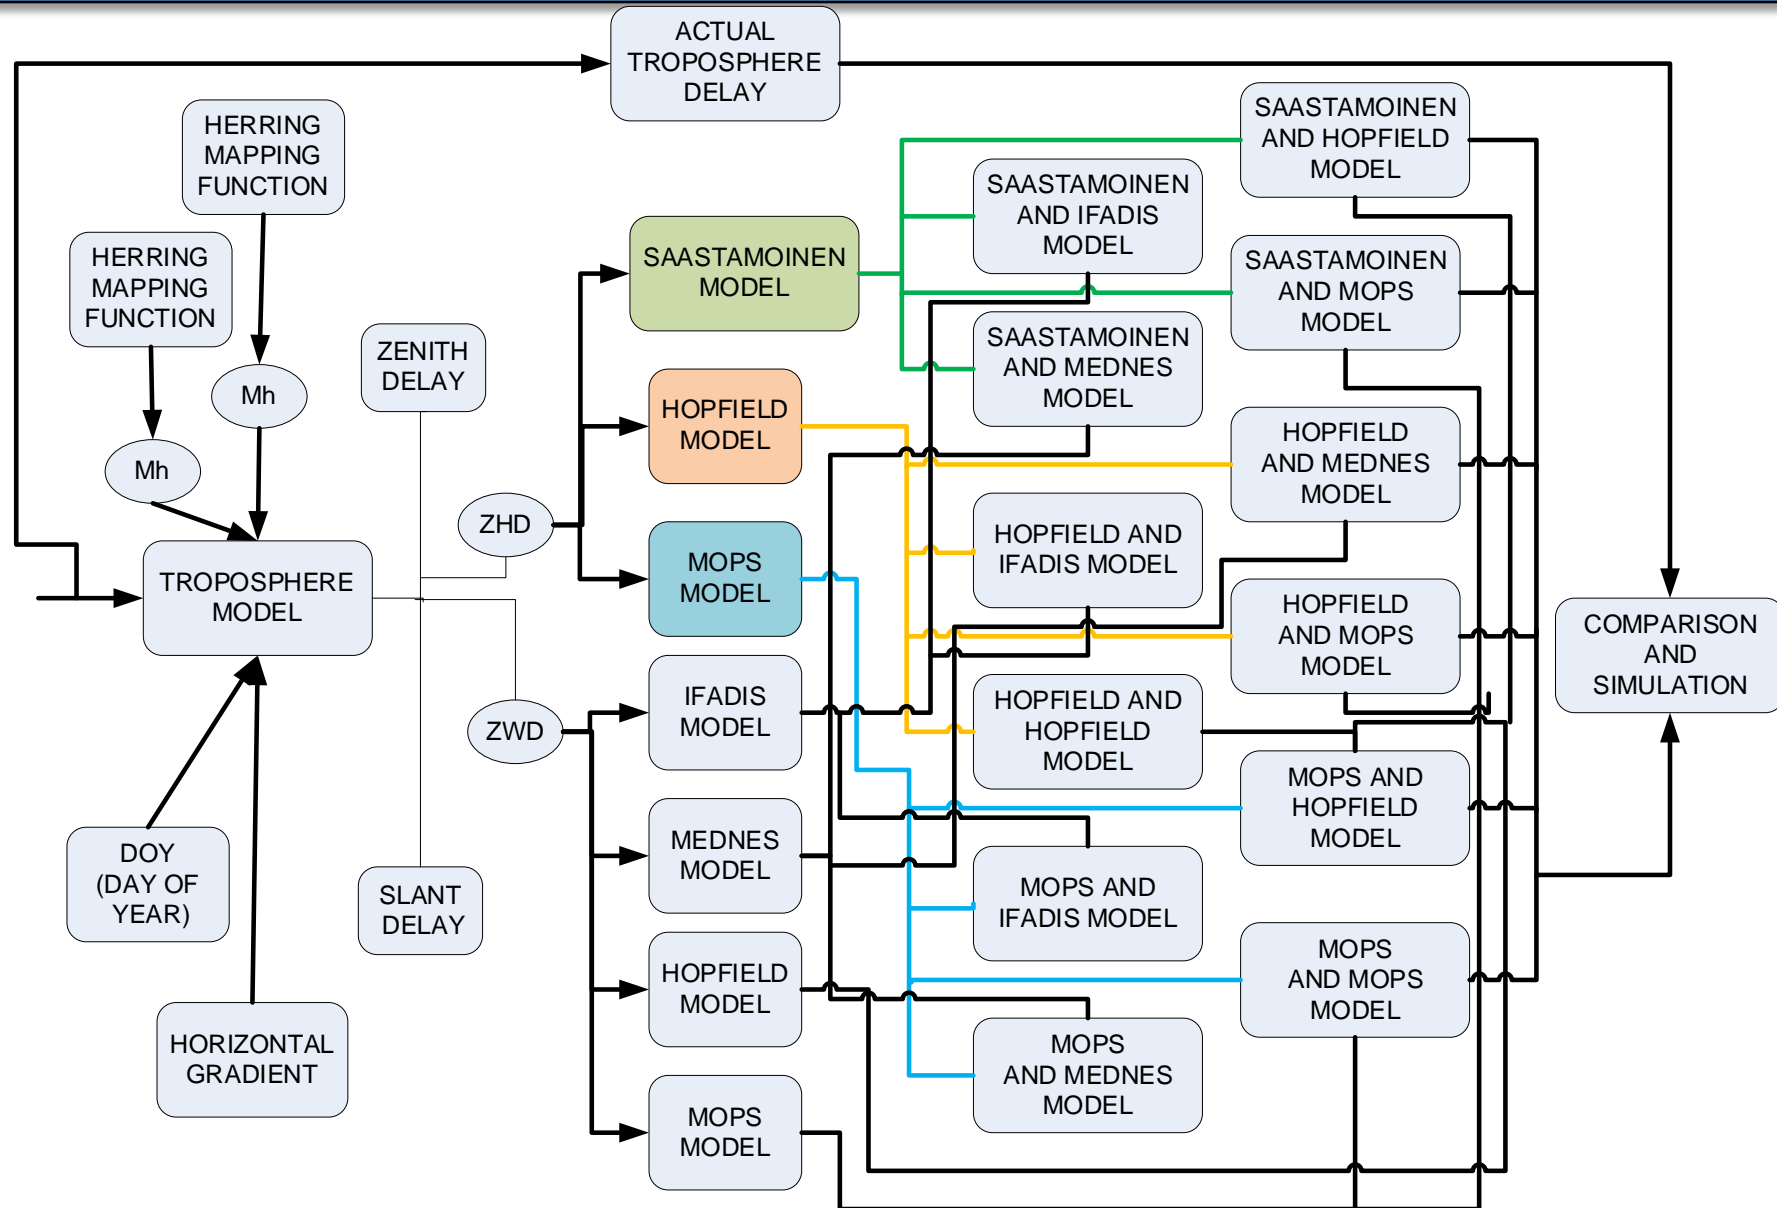 ACTUAL
TROPOSPHERE
DELAY
HERRING
MAPPING
FUNCTION
HERRING
MAPPING
FUNCTION
Mh
Mh
TROPOSPHERE
MODEL
DOY
(DAY OF
YEAR)
HORIZONTAL
GRADIENT
ZENITH
DELAY
SLANT
DELAY
ZHD
ZWD
SAASTAMOINEN
MODEL
HOPFIELD
MODEL
MOPS
MODEL
IFADIS
MODEL
MEDNES
MODEL
HOPFIELD
MODEL
MOPS
MODEL
SAASTAMOINEN
AND IFADIS
MODEL
SAASTAMOINEN
AND MEDNES
MODEL
HOPFIELD AND
IFADIS MODEL
HOPFIELD AND
HOPFIELD
MODEL
MOPS AND
IFADIS MODEL
MOPS
AND MEDNES
MODEL
SAASTAMOINEN
AND HOPFIELD
MODEL
SAASTAMOINEN
AND MOPS
MODEL
HOPFIELD
AND MEDNES
MODEL
HOPFIELD
AND MOPS
MODEL
MOPS AND
HOPFIELD
MODEL
MOPS
AND MOPS
MODEL
COMPARISON
AND
SIMULATION